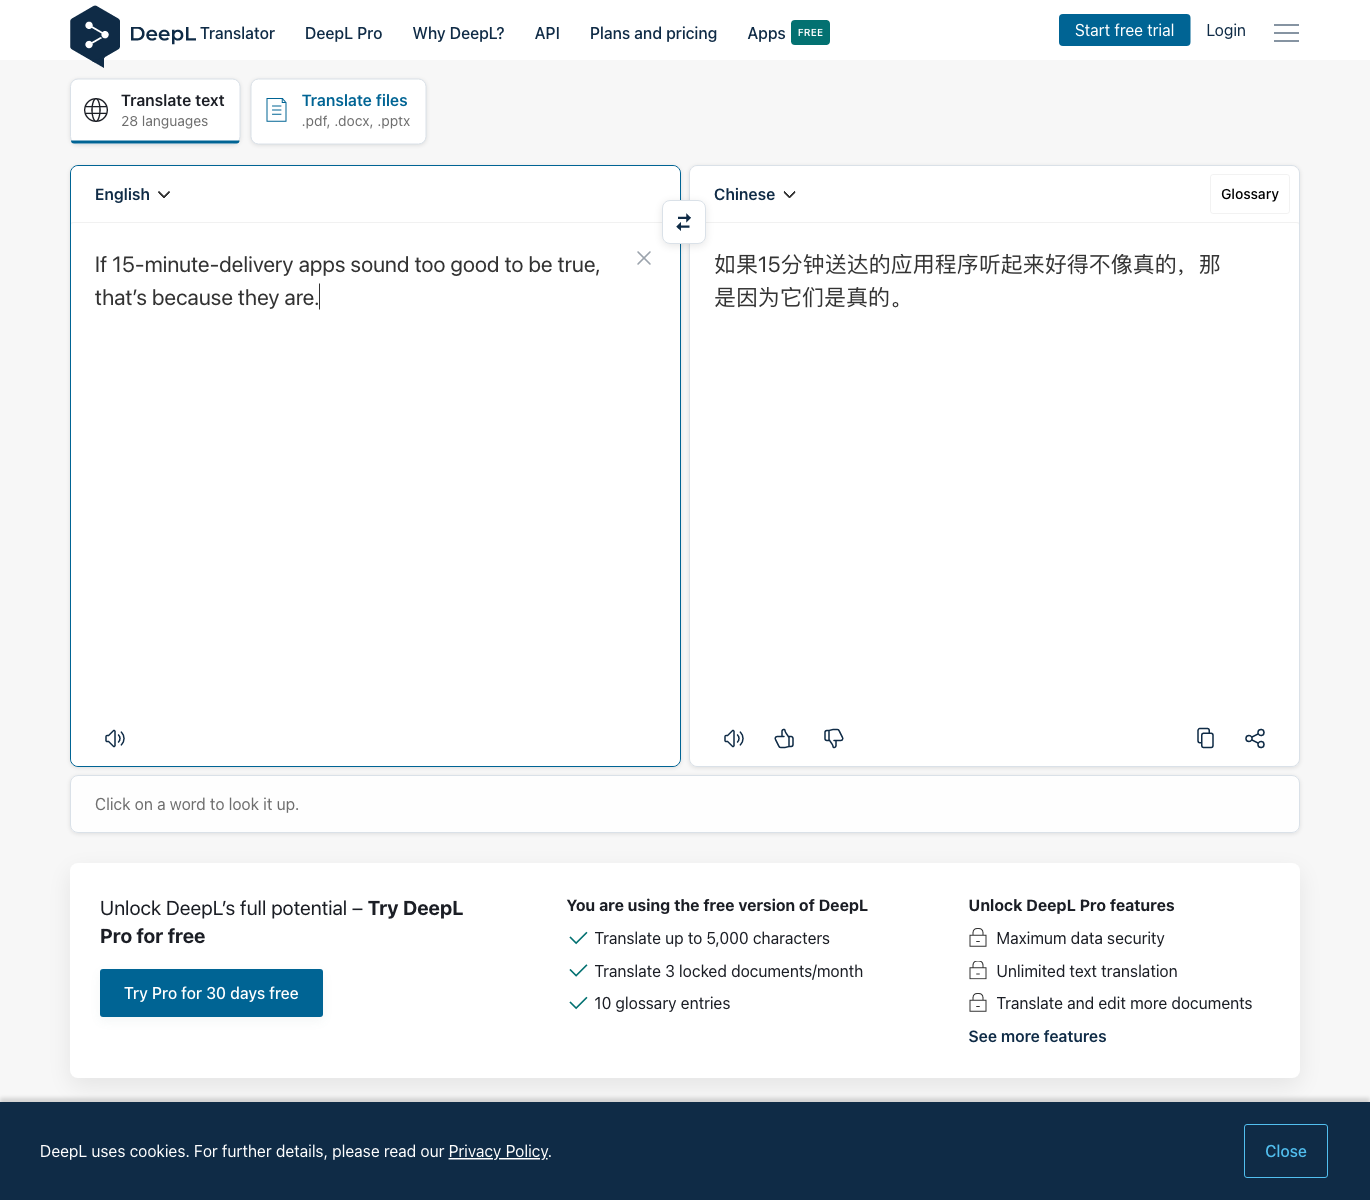 DeepL Translator
DeepL Pro
Why DeepL?
API
Plans and pricing
Apps FREE
Start free trial
Login
Translate text
28 languages
Translate files
.pdf, .docx, .pptx
English
Chinese
Glossary
If 15-minute-delivery apps sound too good to be true,
that's because they are.
如果15分钟送达的应用程序听起来好得不像真的，那
是因为它们是真的。
Click on a word to look it up.
Unlock DeepL's full potential – Try DeepL
Pro for free
Try Pro for 30 days free
You are using the free version of DeepL
Translate up to 5,000 characters
Translate 3 locked documents/month
10 glossary entries
Unlock DeepL Pro features
Maximum data security
Unlimited text translation
Translate and edit more documents
See more features
DeepL uses cookies. For further details, please read our Privacy Policy.
Close